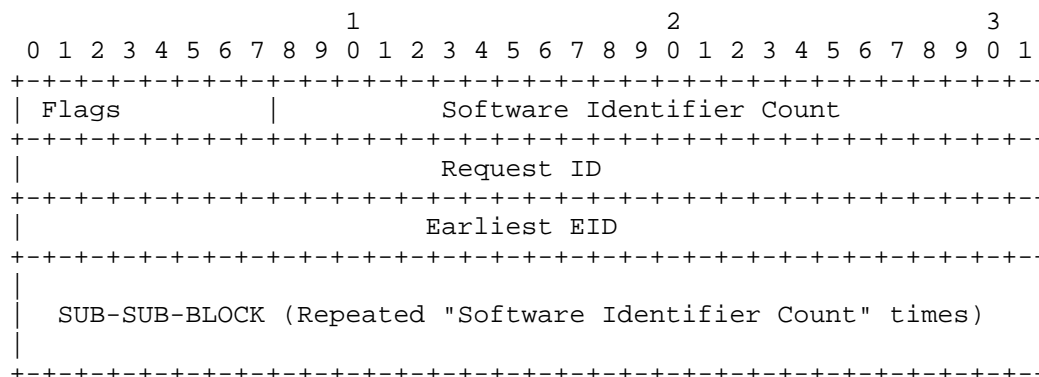 1 2 3
0 1 2 3 4 5 6 7 8 9 0 1 2 3 4 5 6 7 8 9 0 1 2 3 4 5 6 7 8 9 0 1
+-+-+-+-+-+-+-+-+-+-+-+-+-+-+-+-+-+-+-+-+-+-+-+-+-+-+-+-+-+-+-+--
| Flags | Software Identifier Count
+-+-+-+-+-+-+-+-+-+-+-+-+-+-+-+-+-+-+-+-+-+-+-+-+-+-+-+-+-+-+-+--
| Request ID
+-+-+-+-+-+-+-+-+-+-+-+-+-+-+-+-+-+-+-+-+-+-+-+-+-+-+-+-+-+-+-+--
| Earliest EID
+-+-+-+-+-+-+-+-+-+-+-+-+-+-+-+-+-+-+-+-+-+-+-+-+-+-+-+-+-+-+-+--
|
| SUB-SUB-BLOCK (Repeated "Software Identifier Count" times)
|
+-+-+-+-+-+-+-+-+-+-+-+-+-+-+-+-+-+-+-+-+-+-+-+-+-+-+-+-+-+-+-+--